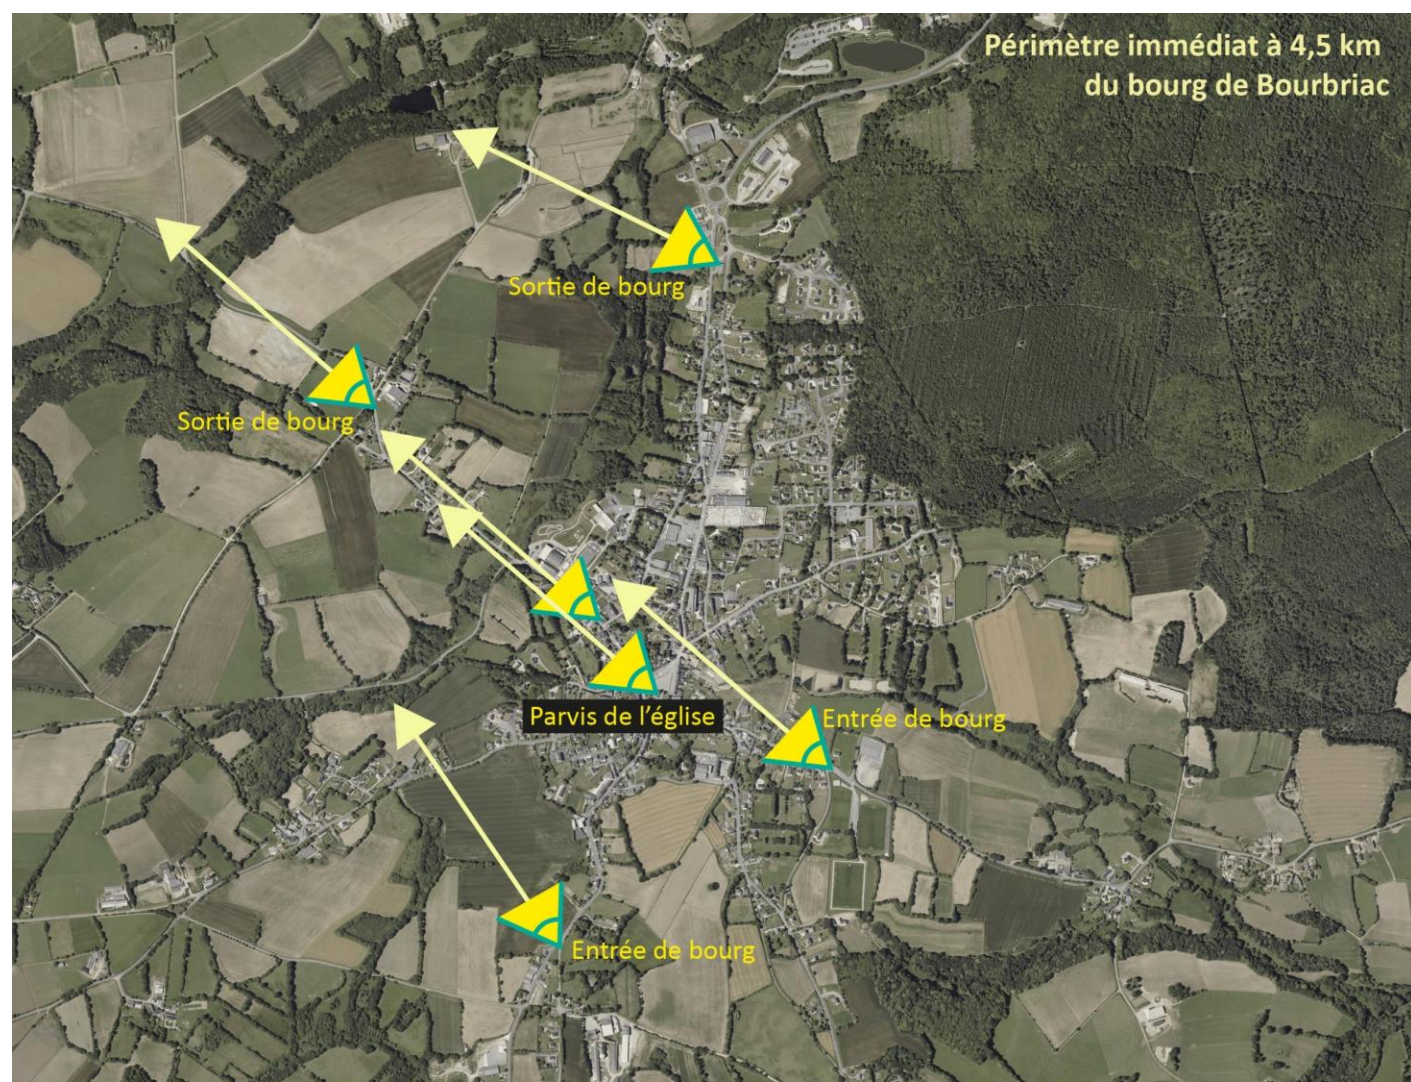 Périmètre immédiat à 4,5 km
du bourg de Bourbriac
Sortie de bourg
Sortie de bourg
Parvis de l'église
Entrée de bourg
Entrée de bourg